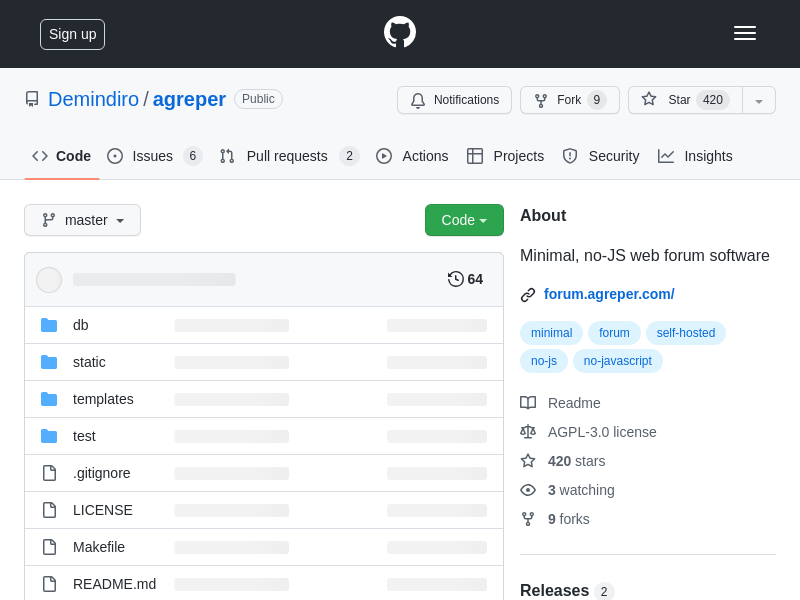 Sign up
Demindiro / agreper Public
Notifications
Fork 9
Star 420
Code
Issues 6
Pull requests 2
Actions
Projects
Security
Insights
master
Code
64
db
static
templates
test
.gitignore
LICENSE
Makefile
README.md
About
Minimal, no-JS web forum software
forum.agreper.com/
minimal forum self-hosted
no-js no-javascript
Readme
AGPL-3.0 license
420 stars
3 watching
9 forks
Releases 2